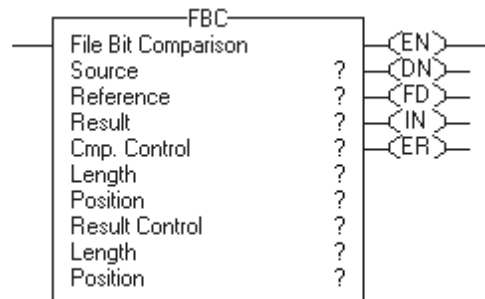 FBC
File Bit Comparison EN
Source ? DN
Reference ? FD
Result ? IN
Cmp. Control ? ER
Length ?
Position ?
Result Control ?
Length ?
Position ?